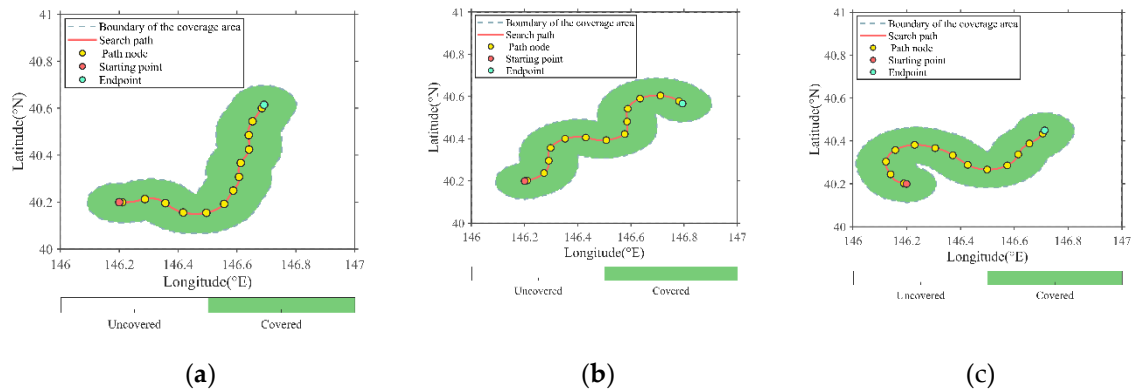 Boundary of the coverage area
Search path
Path node
Starting point
Endpoint
Latitude(°N)
41
40.8
40.6
40.4
40.2
40
146
146.2
146.4
146.6
146.8
147
Longitude(°E)
Uncovered
Covered
(a)
Boundary of the coverage area
Search path
Path node
Starting point
Endpoint
Latitude(°N)
41
40.8
40.6
40.4
40.2
40
146
146.2
146.4
146.6
146.8
147
Longitude(°E)
Uncovered
Covered
(b)
Boundary of the coverage area
Search path
Path node
Starting point
Endpoint
Latitude(°N)
41
40.8
40.6
40.4
40.2
40
146
146.2
146.4
146.6
146.8
147
Longitude(°E)
Uncovered
Covered
(c)